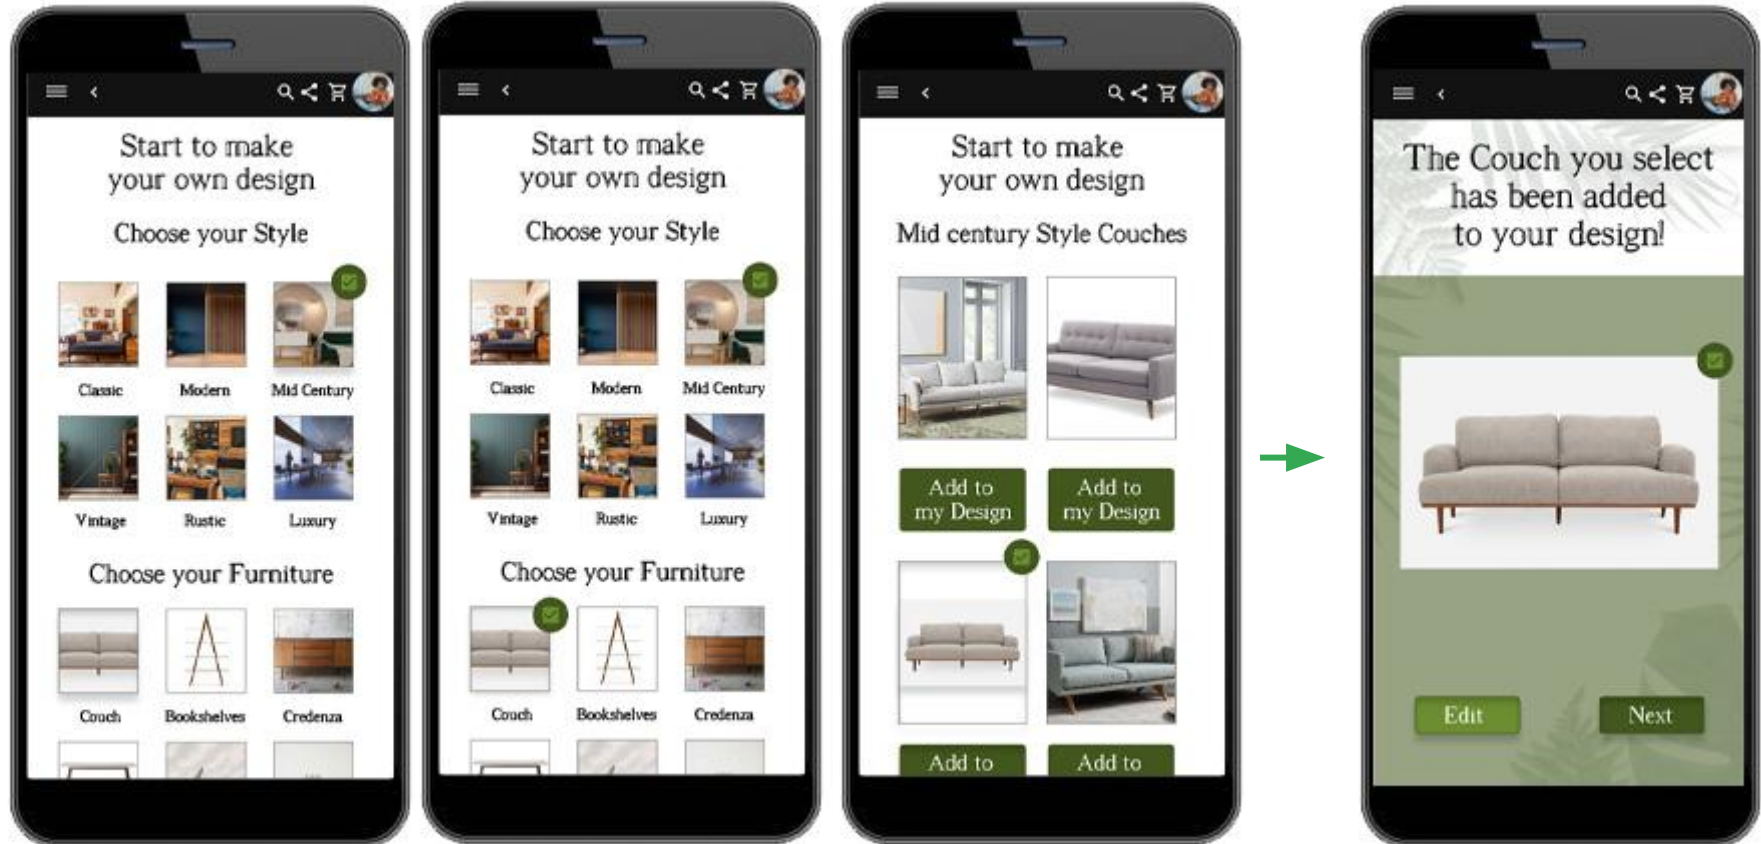 Start to make
your own design
Choose your Style
Classic Modern Mid Century
Vintage Rustic Luxury
Choose your Furniture
Couch Bookshelves Credenza
Start to make
your own design
Choose your Style
Classic Modern Mid Century
Vintage Rustic Luxury
Choose your Furniture
Couch Bookshelves Credenza
Start to make
your own design
Mid century Style Couches
Add to
my Design
Add to
my Design
Add to
Add to
The Couch you select
has been added
to your design!
Edit
Next